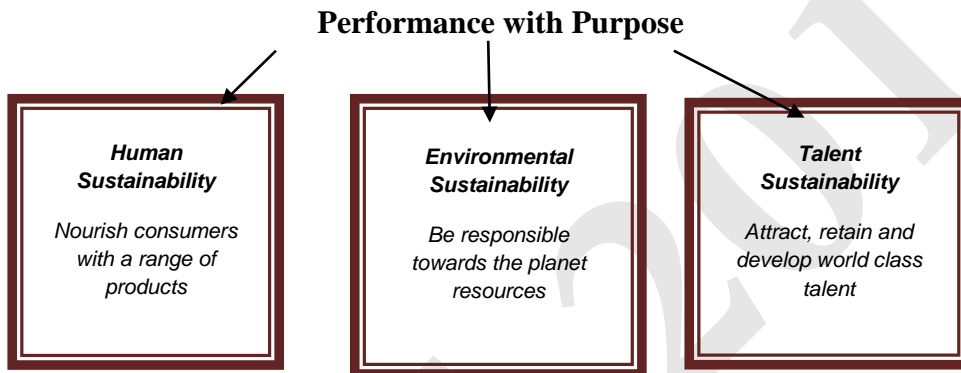 Performance with Purpose
Human
Sustainability
Nourish consumers
with a range of
products
Environmental
Sustainability
Be responsible
towards the planet
resources
Talent
Sustainability
Attract, retain and
develop world class
talent
201